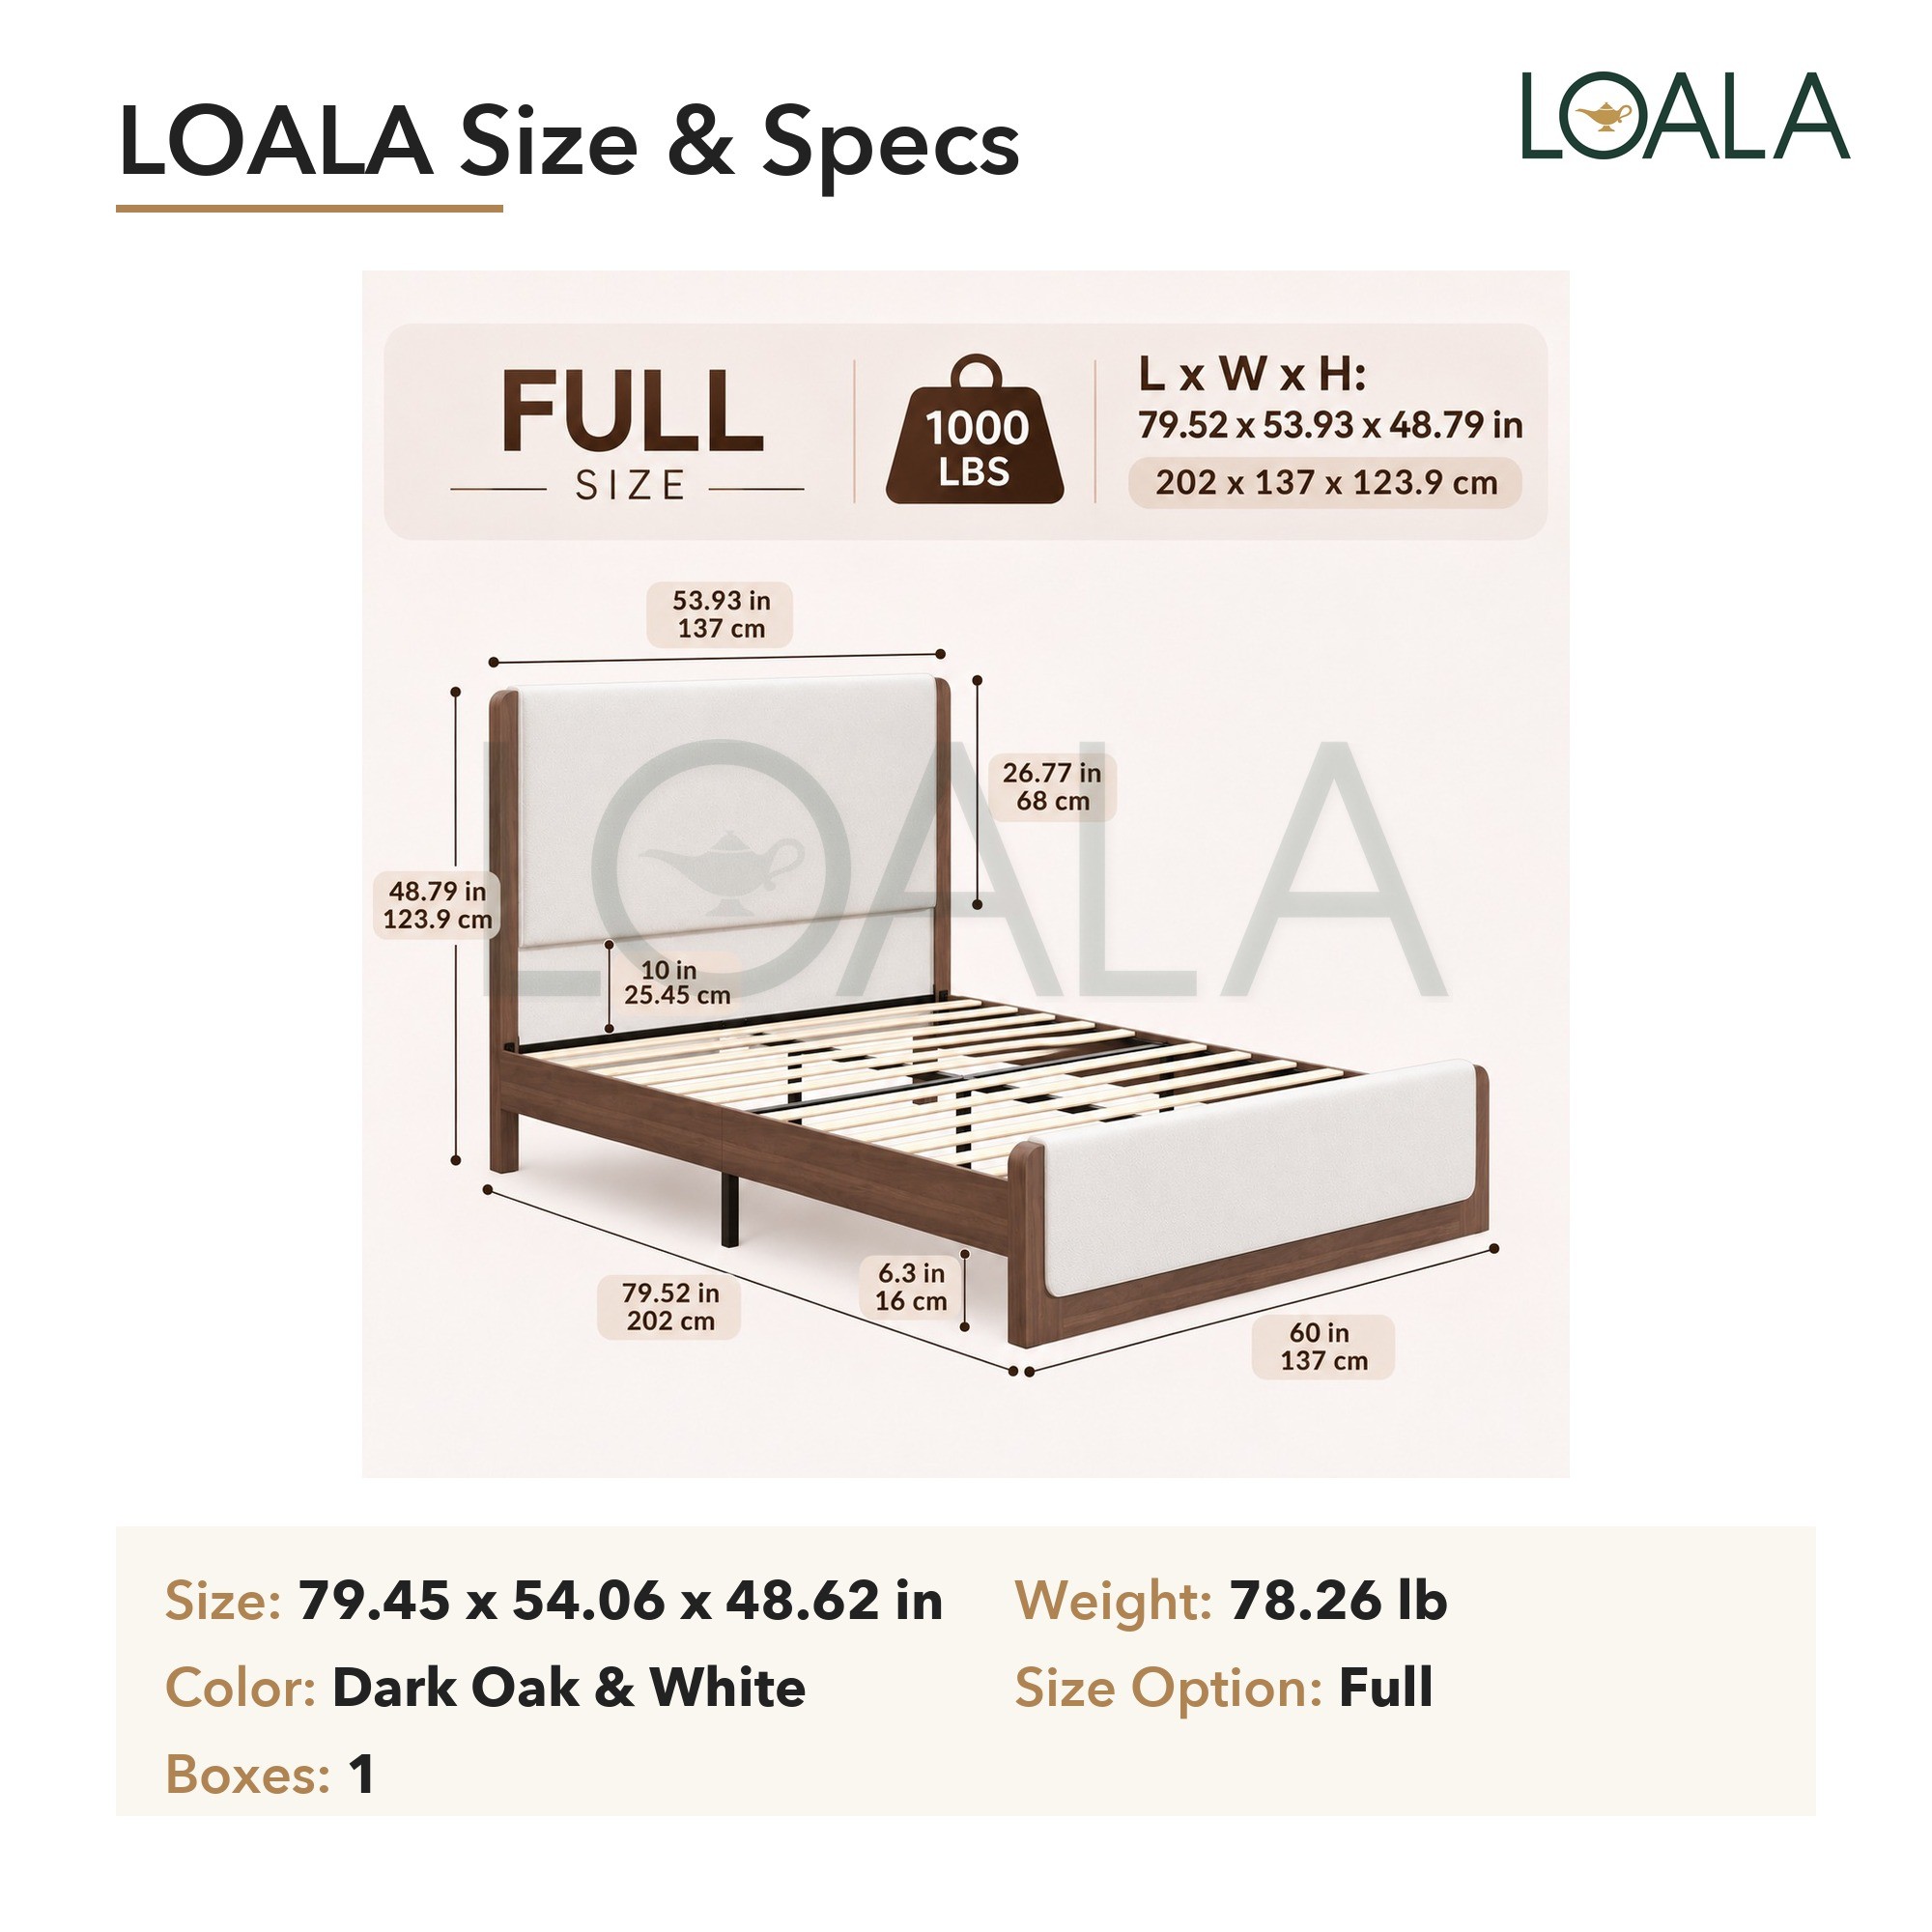 LOALA Size & Specs
LOALA
FULL
SIZE
1000
LBS
L x W x H:
79.52 x 53.93 x 48.79 in
202 x 137 x 123.9 cm
53.93 in
137 cm
26.77 in
68 cm
LOALA
48.79 in
123.9 cm
10 in
25.45 cm
6.3 in
16 cm
79.52 in
202 cm
60 in
137 cm
Size: 79.45 x 54.06 x 48.62 in
Weight: 78.26 lb
Color: Dark Oak & White
Size Option: Full
Boxes: 1